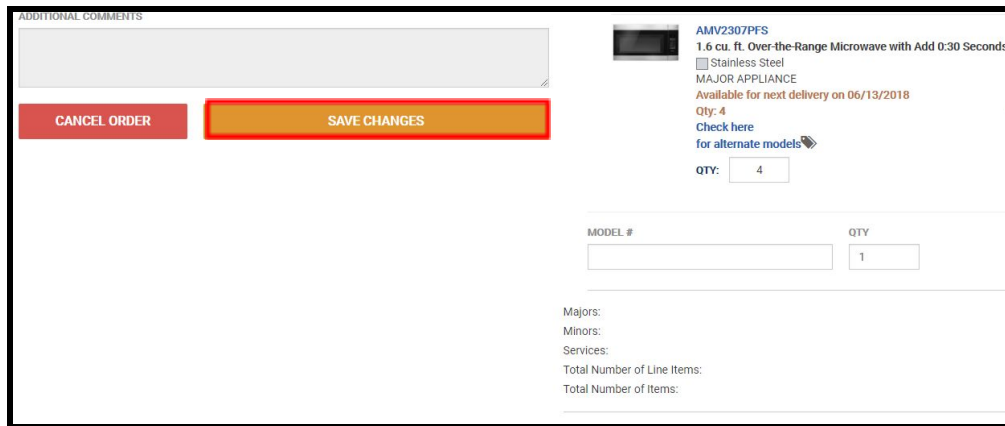 ADDITIONAL COMMENTS
CANCEL ORDER
SAVE CHANGES
AMV2307PFS
1.6 cu. ft. Over-the-Range Microwave with Add 0:30 Seconds
Stainless Steel
MAJOR APPLIANCE
Available for next delivery on 06/13/2018
Qty: 4
Check here
for alternate models
QTY: 4
MODEL # QTY
1
Majors:
Minors:
Services:
Total Number of Line Items:
Total Number of Items: